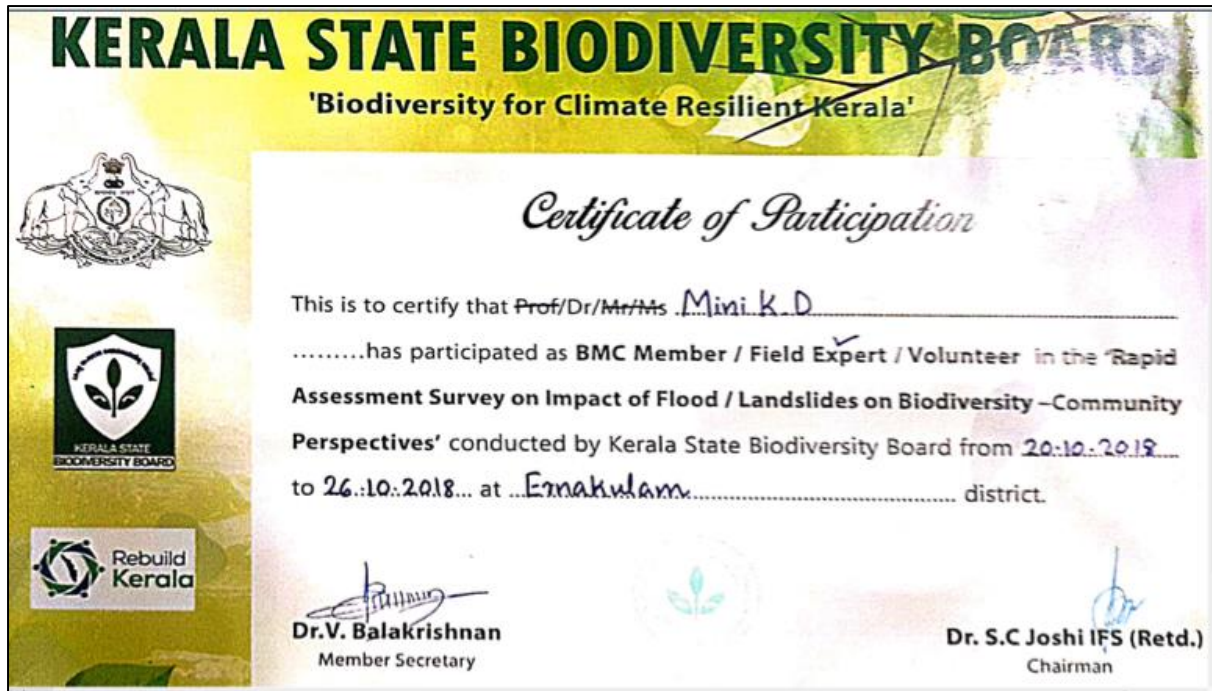 KERALA STATE BIODIVERSITY BOARD
'Biodiversity for Climate Resilient Kerala'
Certificate of Participation
This is to certify that Prof/Dr/Mr/Ms Mini K.D
.........has participated as BMC Member / Field Expert / Volunteer in the 'Rapid
Assessment Survey on Impact of Flood / Landslides on Biodiversity –Community
Perspectives' conducted by Kerala State Biodiversity Board from 20.10.2018
to 26.10.2018 at Ernakulam district.
KERALA STATE
BIODIVERSITY BOARD
Rebuild
Kerala
Dr.V. Balakrishnan
Member Secretary
Dr. S.C Joshi IFS (Retd.)
Chairman